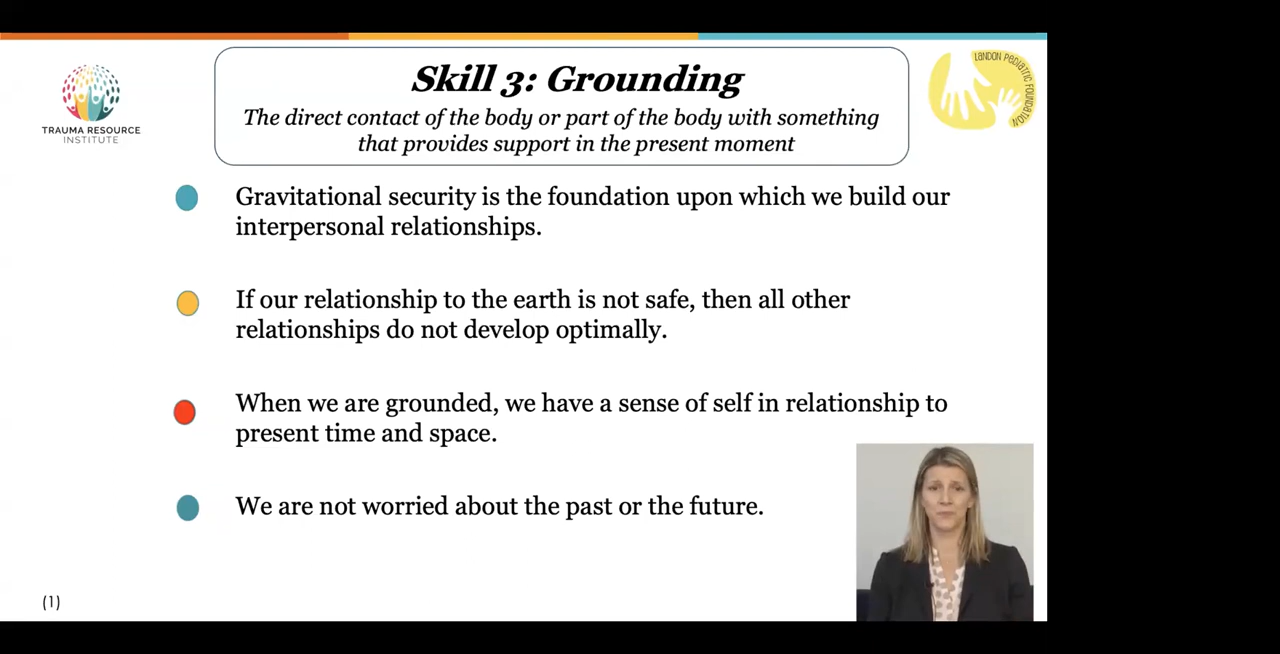 TRAUMA RESOURCE
INSTITUTE
Skill 3: Grounding
The direct contact of the body or part of the body with something
that provides support in the present moment
LANDON PEDIATRIC FOUNDATION
Gravitational security is the foundation upon which we build our
interpersonal relationships.
If our relationship to the earth is not safe, then all other
relationships do not develop optimally.
When we are grounded, we have a sense of self in relationship to
present time and space.
We are not worried about the past or the future.
(1)